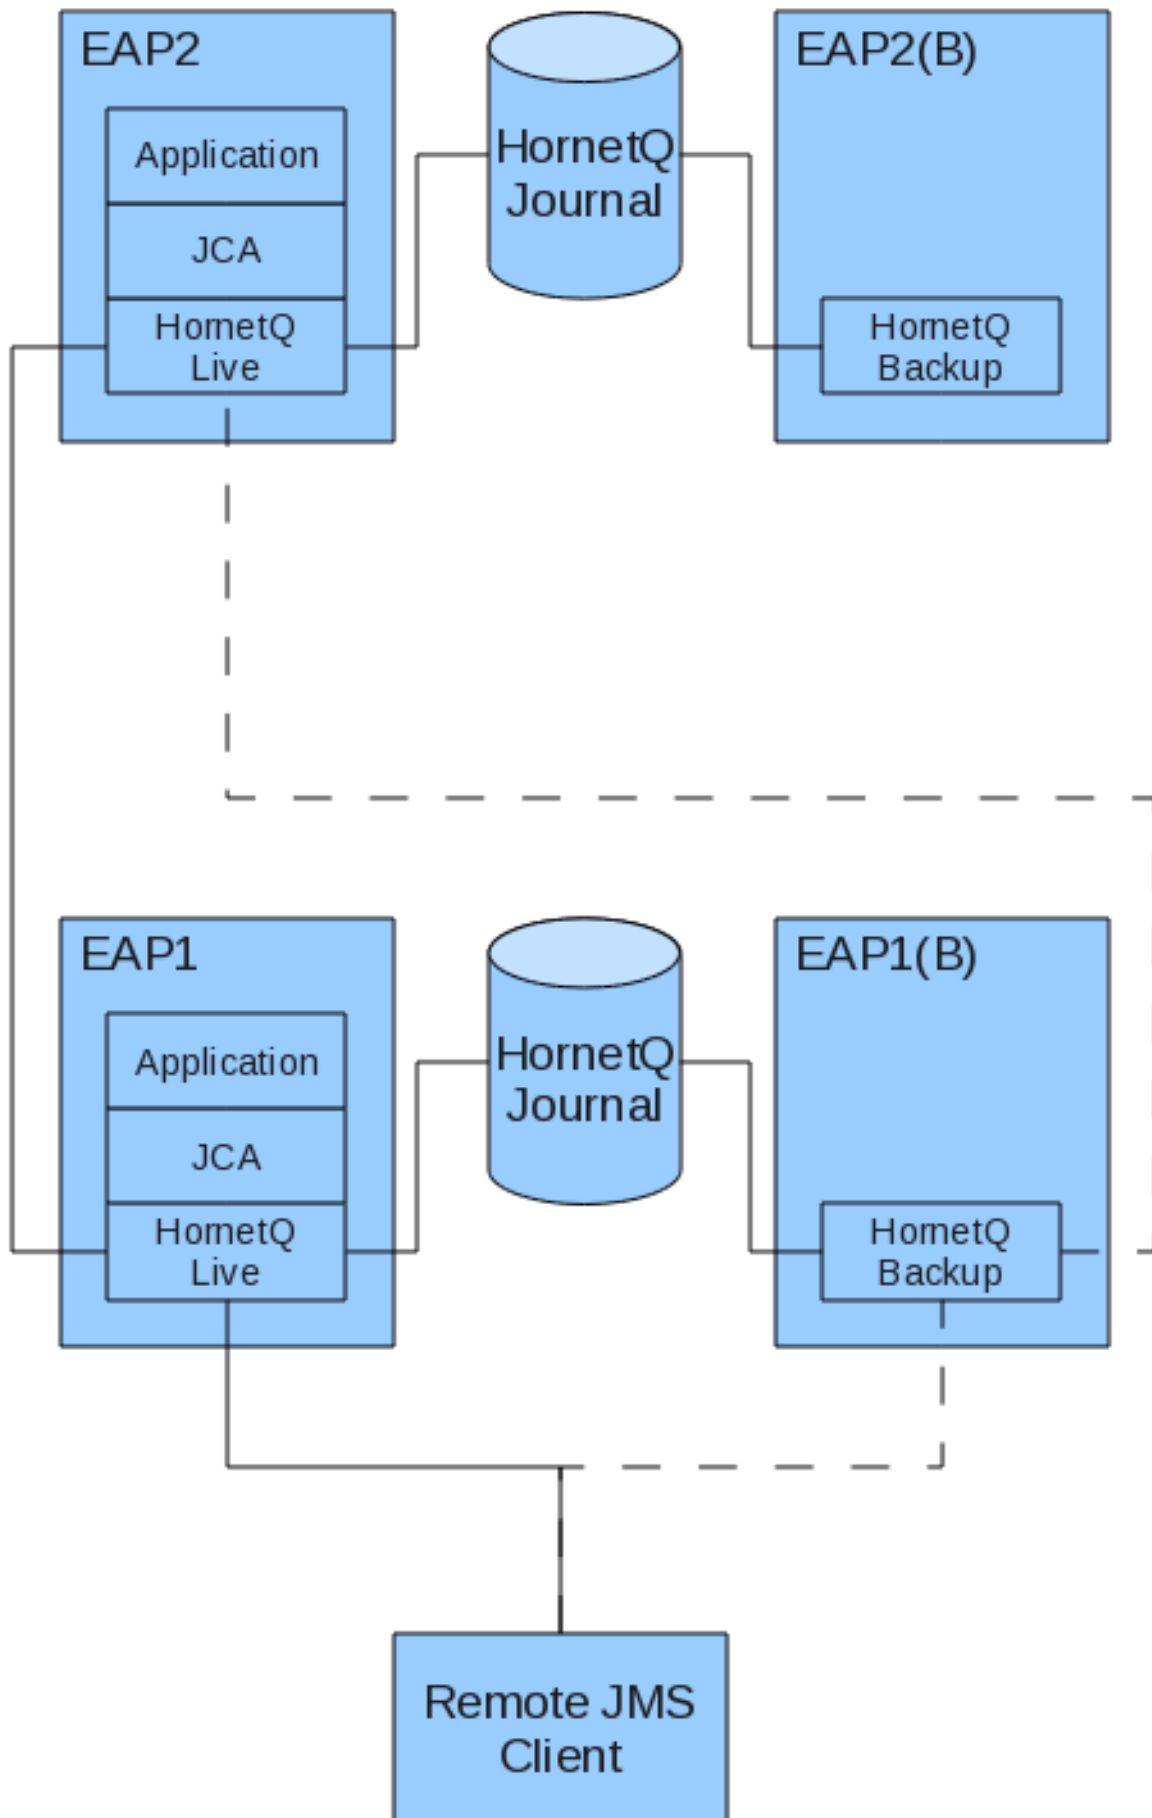 EAP2
Application
JCA
HornetQ
Live
HornetQ
Journal
EAP2(B)
HornetQ
Backup
EAP1
Application
JCA
HornetQ
Live
HornetQ
Journal
EAP1(B)
HornetQ
Backup
Remote JMS
Client